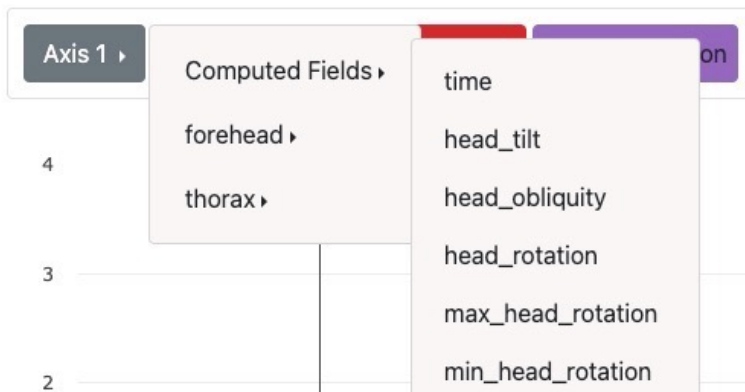 Axis 1
Computed Fields
forehead
thorax
time
head_tilt
head_obliquity
head_rotation
max_head_rotation
min_head_rotation
on
4
3
2